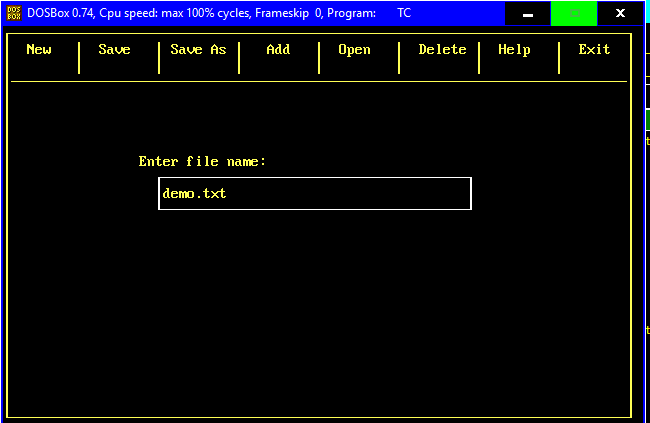 DOS BOX DOSBox 0.74, Cpu speed: max 100% cycles, Frameskip 0, Program: TC
New Save Save As Add Open Delete Help Exit
Enter file name:
demo.txt